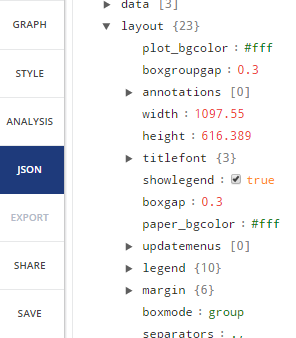 GRAPH
STYLE
ANALYSIS
JSON
EXPORT
SHARE
SAVE
data [3]
layout {23}
plot_bgcolor : #fff
boxgroupgap : 0.3
annotations [0]
width : 1097.55
height : 616.389
titlefont {3}
showlegend : true
boxgap : 0.3
paper_bgcolor : #fff
updatemenus [0]
legend {10}
margin {6}
boxmode : group
separators : .,